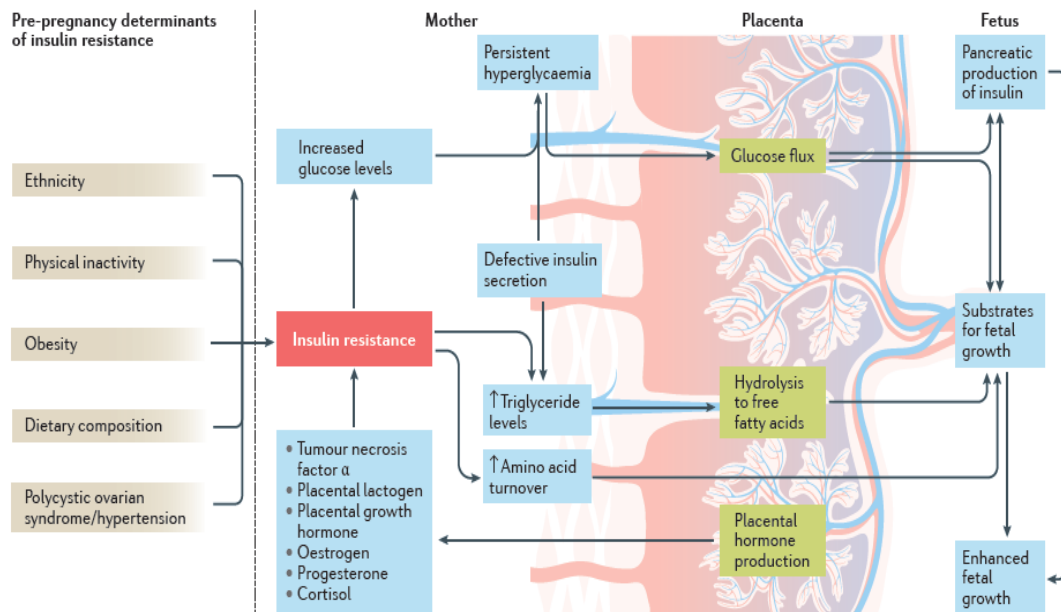 Pre-pregnancy determinants
of insulin resistance
Mother
Placenta
Fetus
Ethnicity
Physical inactivity
Obesity
Dietary composition
Polycystic ovarian
syndrome/hypertension
Increased
glucose levels
Insulin resistance
• Tumour necrosis
factor α
• Placental lactogen
• Placental growth
hormone
• Oestrogen
• Progesterone
• Cortisol
Persistent
hyperglycaemia
Defective insulin
secretion
↑Triglyceride
levels
↑Amino acid
turnover
Glucose flux
Hydrolysis
to free
fatty acids
Placental
hormone
production
Pancreatic
production
of insulin
Substrates
for fetal
growth
Enhanced
fetal
growth